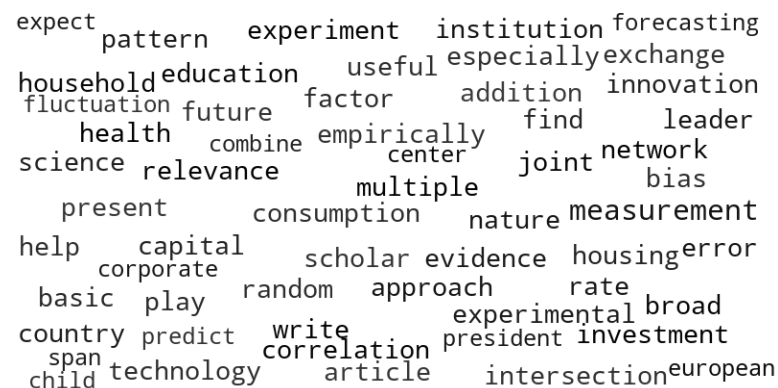 expect pattern experiment institution forecasting
household education useful especially exchange
fluctuation future factor addition innovation
health combine empirically find leader
science relevance center joint network
multiple bias
present consumption nature measurement
help capital scholar evidence housing error
corporate
basic play random approach rate
experimental broad
country predict write president investment
span correlation
child technology article intersection european